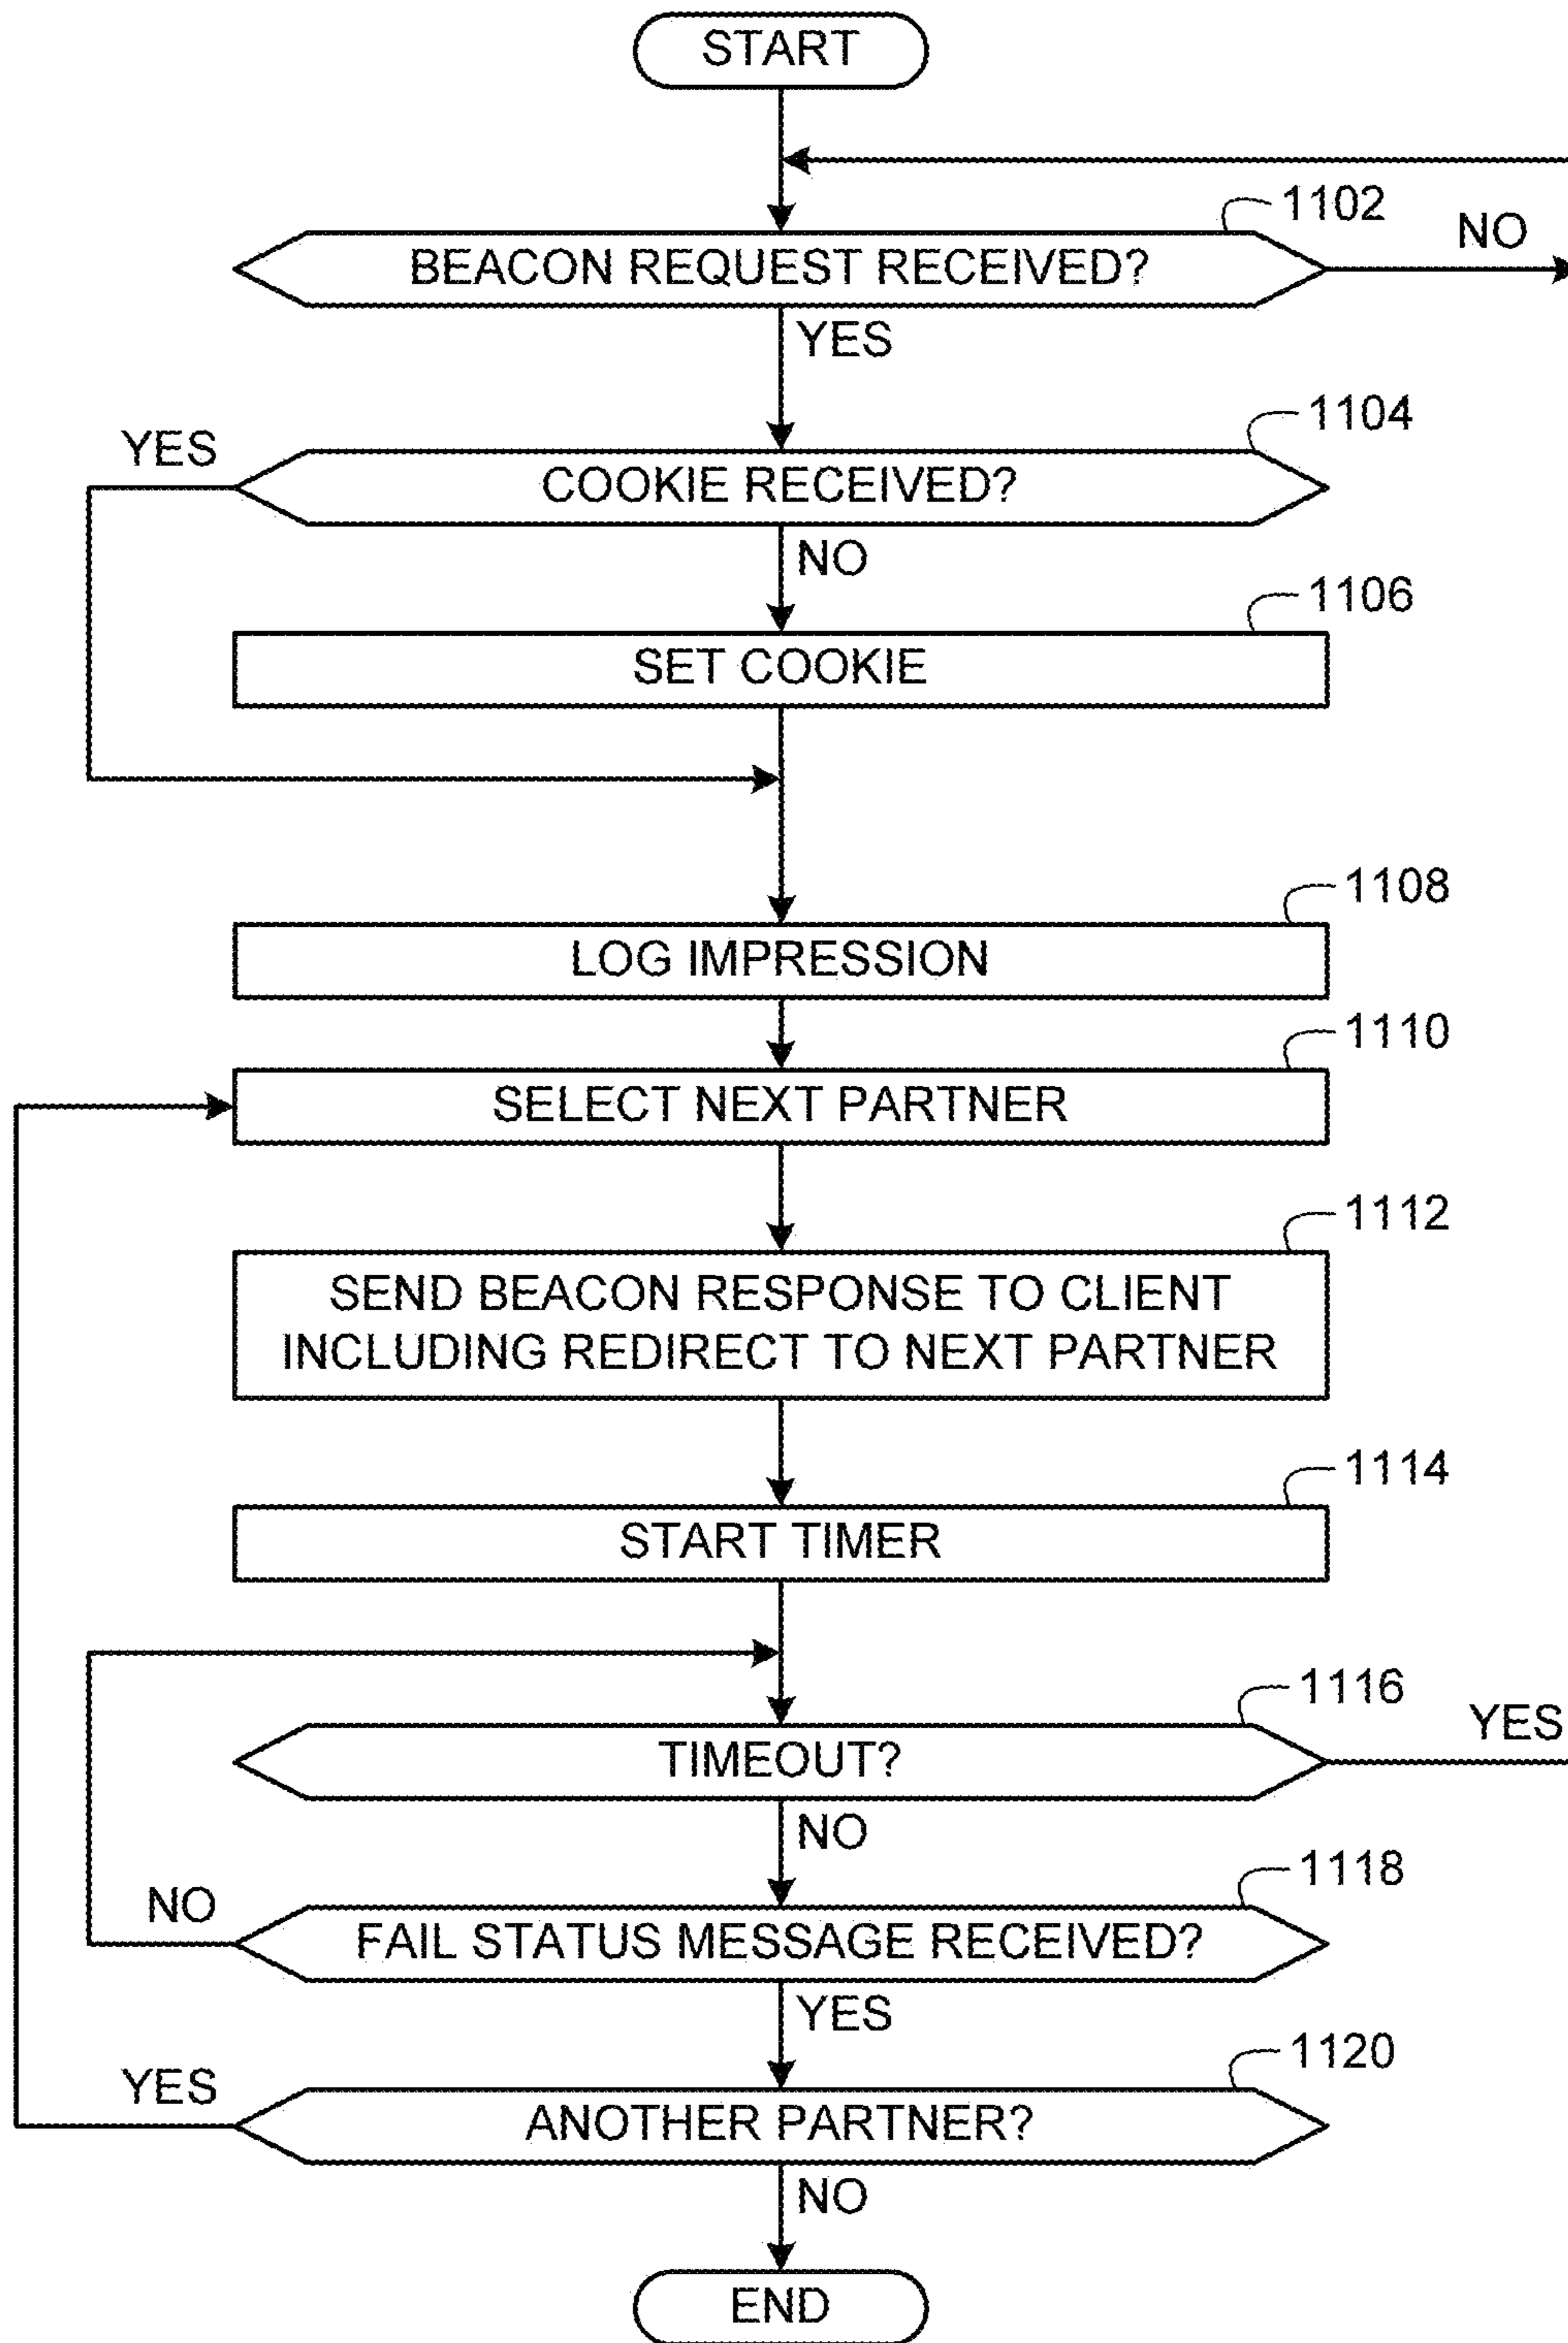 START
1102
BEACON REQUEST RECEIVED?
NO
YES
1104
YES
COOKIE RECEIVED?
NO
1106
SET COOKIE
1108
LOG IMPRESSION
1110
SELECT NEXT PARTNER
1112
SEND BEACON RESPONSE TO CLIENT
INCLUDING REDIRECT TO NEXT PARTNER
1114
START TIMER
1116
YES
TIMEOUT?
NO
1118
NO
FAIL STATUS MESSAGE RECEIVED?
YES
1120
YES
ANOTHER PARTNER?
NO
END